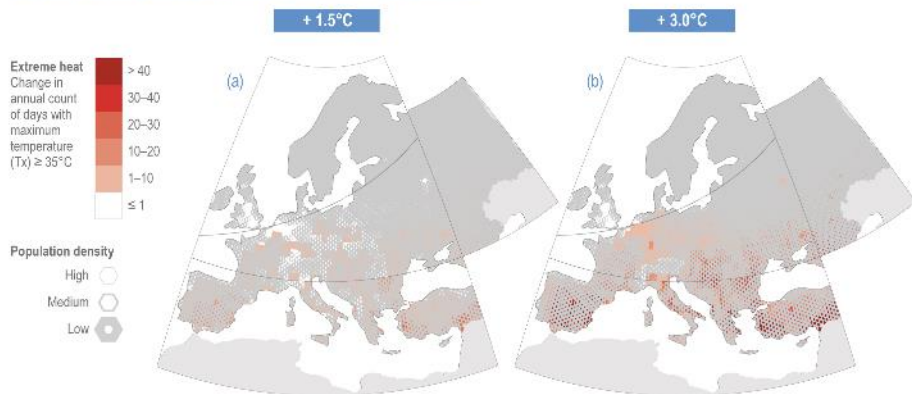 + 1.5°C
+ 3.0°C
Extreme heat
Change in
annual count
of days with
maximum
temperature
(Tx) ≥ 35°C
> 40
30–40
20–30
10–20
1–10
≤ 1
Population density
High
Medium
Low
(a)
(b)